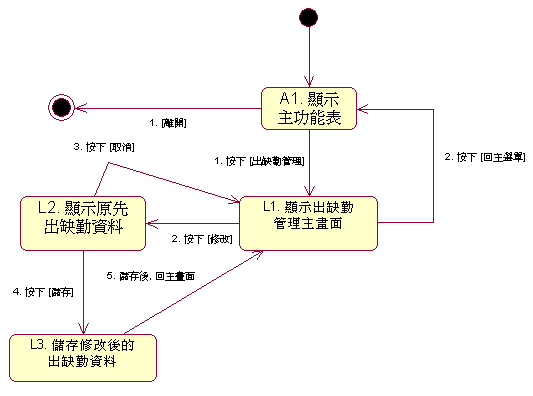 A1. 顯示
主功能表
1. [離開]
3. 按下 [取消]
1. 按下 [出缺勤管理]
2. 按下 [回主選單]
L2. 顯示原先
出缺勤資料
L1. 顯示出缺勤
管理主畫面
2. 按下 [修改]
5. 儲存後, 回主畫面
4. 按下 [儲存]
L3. 儲存修改後的
出缺勤資料